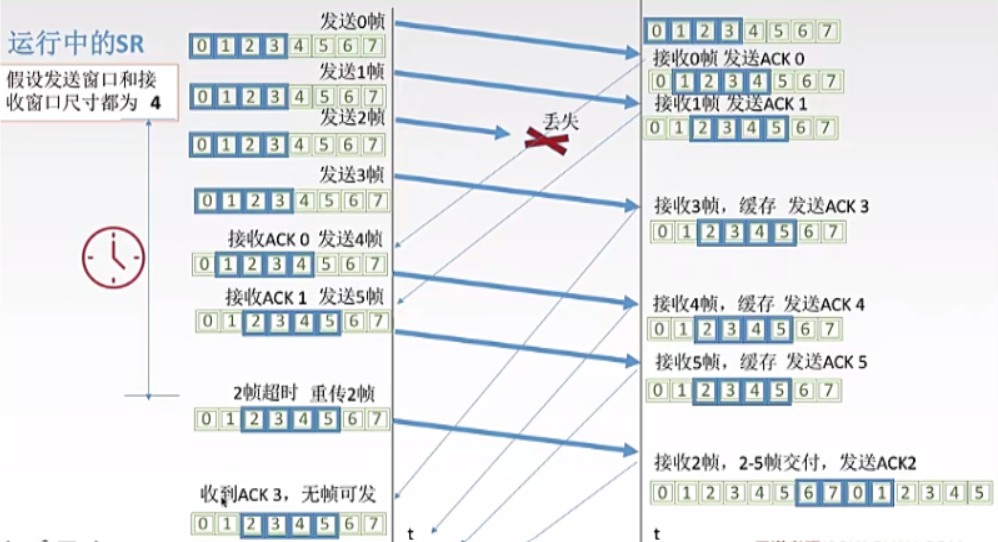 运行中的SR
假设发送窗口和接
收窗口尺寸都为 4
发送0帧
0 1 2 3 4 5 6 7
发送1帧
0 1 2 3 4 5 6 7
发送2帧
0 1 2 3 4 5 6 7
发送3帧
0 1 2 3 4 5 6 7
接收ACK 0 发送4帧
0 1 2 3 4 5 6 7
接收ACK 1 发送5帧
0 1 2 3 4 5 6 7
2帧超时 重传2帧
0 1 2 3 4 5 6 7
收到ACK 3，无帧可发
0 1 2 3 4 5 6 7
丢失
t
0 1 2 3 4 5 6 7
接收0帧 发送ACK 0
0 1 2 3 4 5 6 7
接收1帧 发送ACK 1
0 1 2 3 4 5 6 7
接收3帧，缓存 发送ACK 3
0 1 2 3 4 5 6 7
接收4帧，缓存 发送ACK 4
0 1 2 3 4 5 6 7
接收5帧，缓存 发送ACK 5
0 1 2 3 4 5 6 7
接收2帧，2-5帧交付，发送ACK2
0 1 2 3 4 5 6 7 0 1 2 3 4 5
t